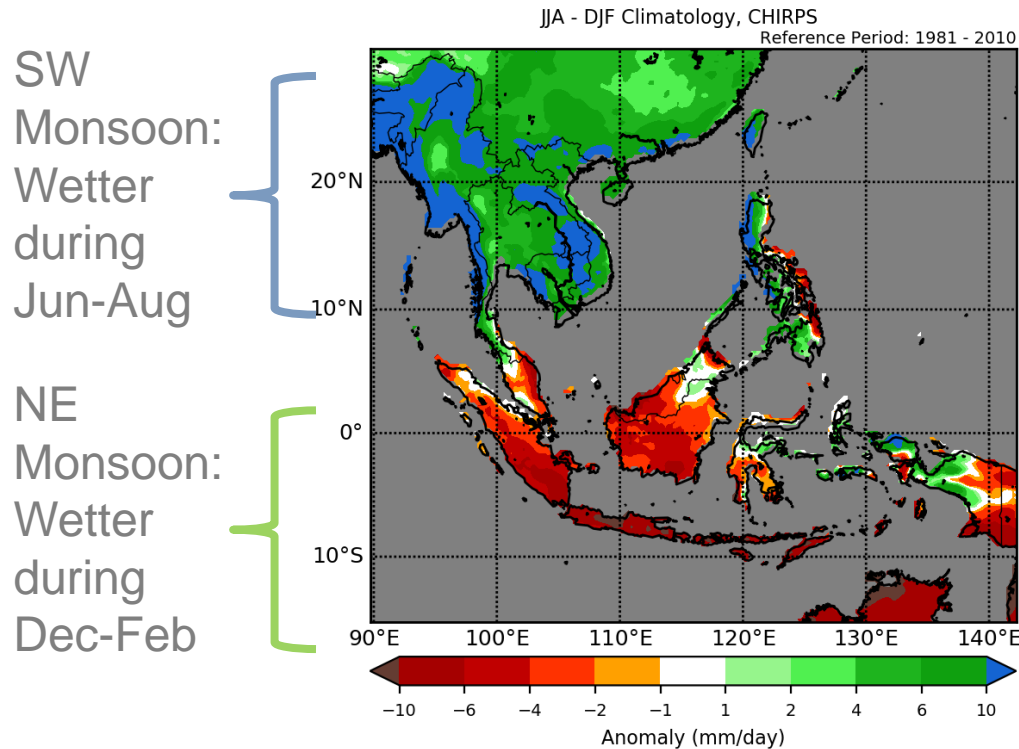 JJA - DJF Climatology, CHIRPS
Reference Period: 1981 - 2010
SW
Monsoon:
Wetter
during
Jun-Aug
NE
Monsoon:
Wetter
during
Dec-Feb
20°N
10°N
0°
10°S
90°E 100°E 110°E 120°E 130°E 140°E
−10 −6 −4 −2 −1 1 2 4 6 10
Anomaly (mm/day)